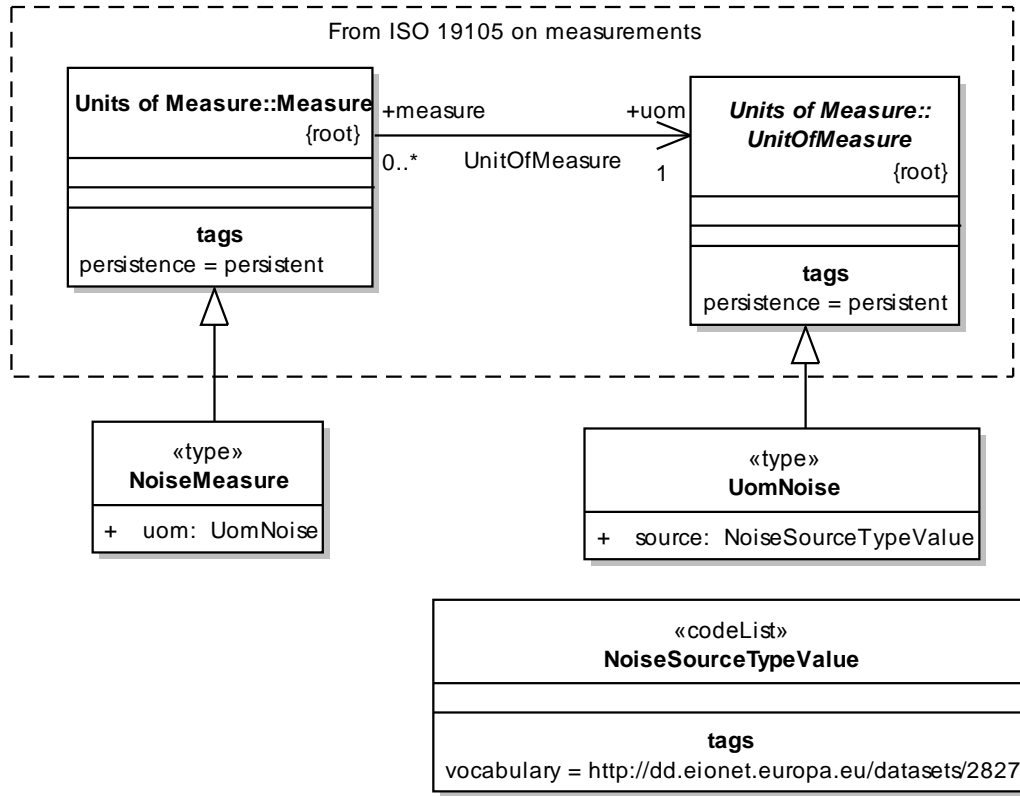 From ISO 19105 on measurements
Units of Measure::Measure
{root}
tags
persistence = persistent
+measure
+uom
0..*
UnitOfMeasure
1
Units of Measure::
UnitOfMeasure
{root}
tags
persistence = persistent
«type»
NoiseMeasure
+ uom: UomNoise
«type»
UomNoise
+ source: NoiseSourceTypeValue
«codeList»
NoiseSourceTypeValue
tags
vocabulary = http://dd.eionet.europa.eu/datasets/2827